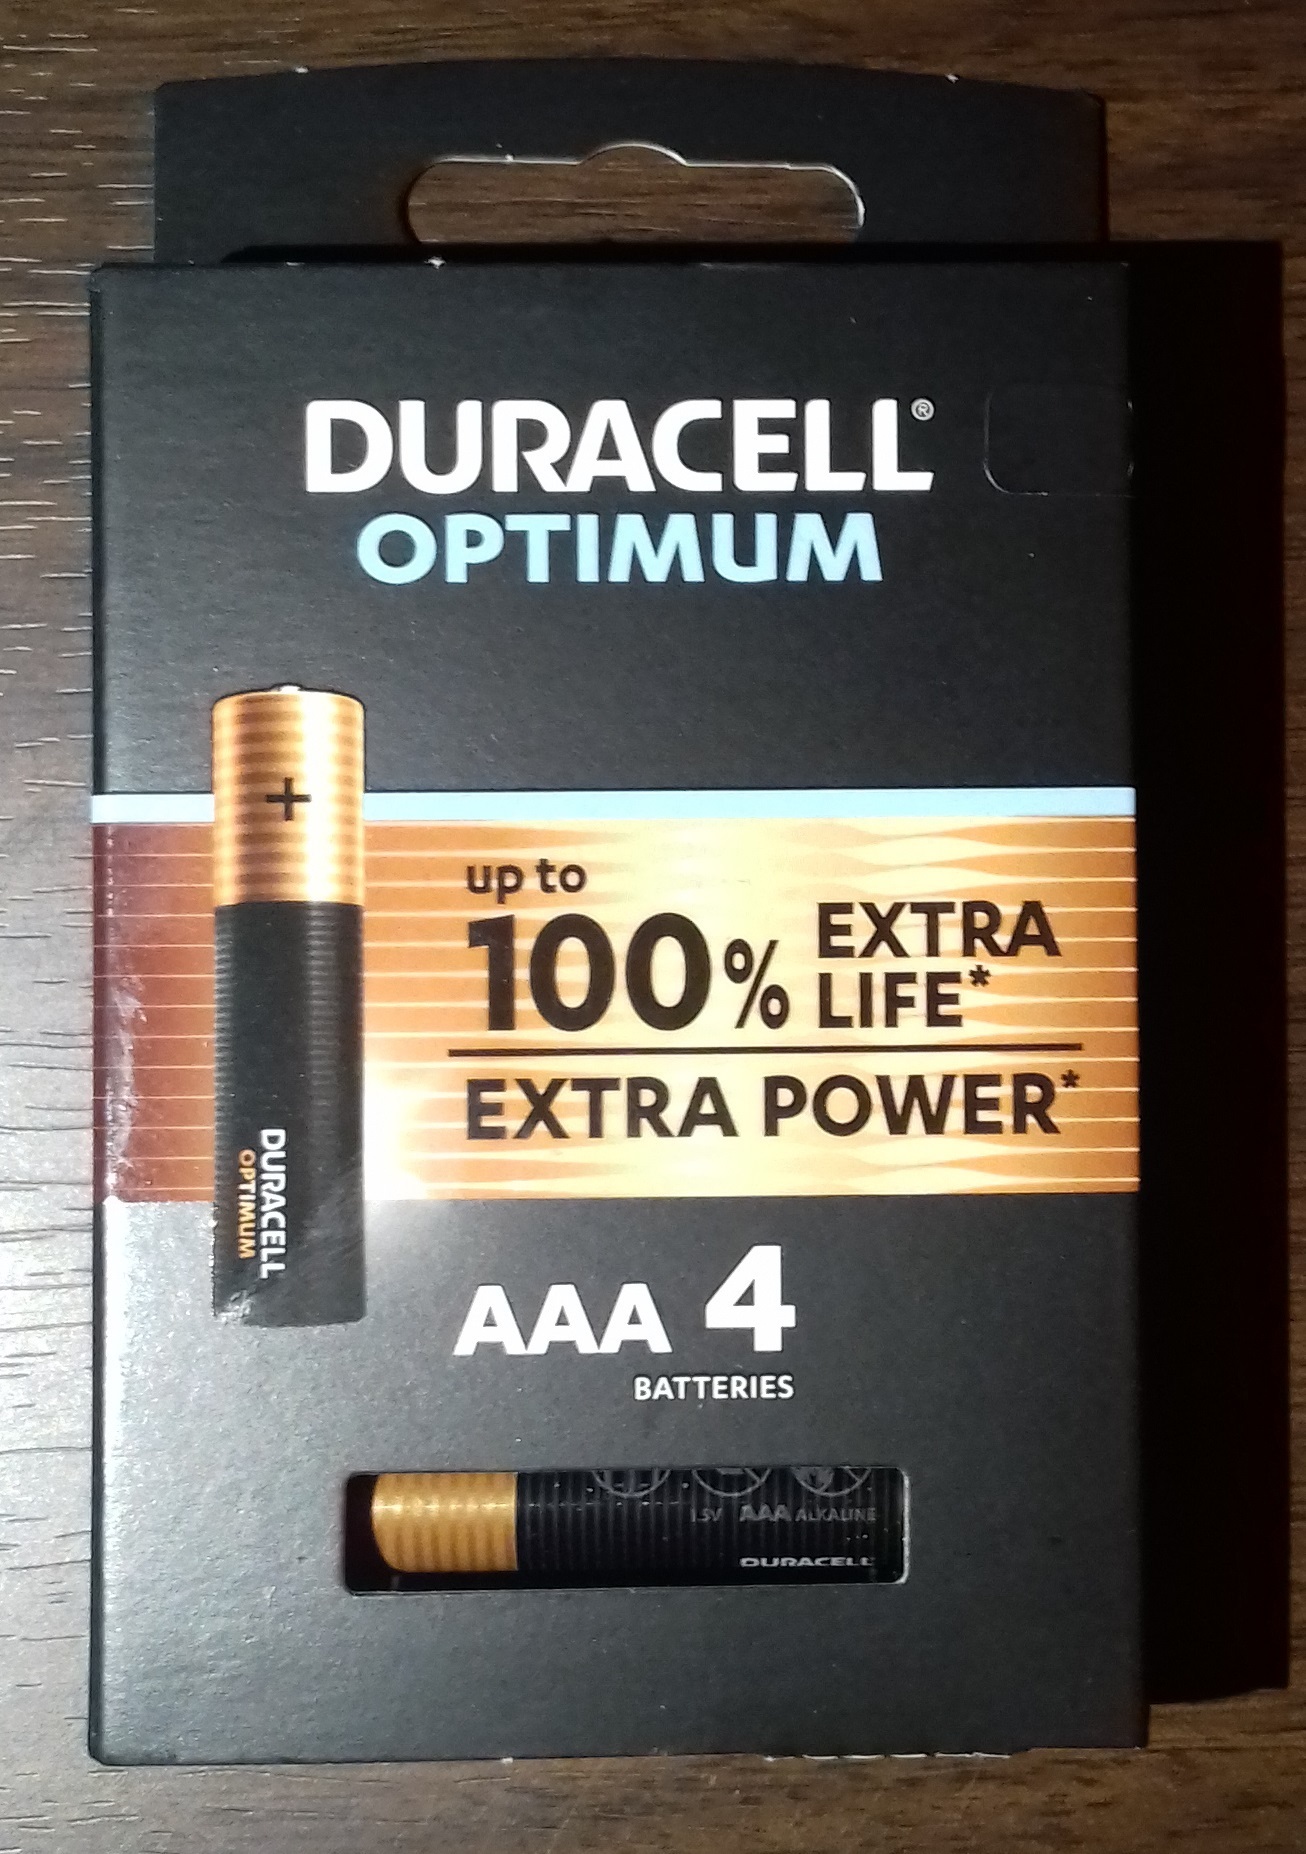 DURACELL®
OPTIMUM
+
up to
100% EXTRA
LIFE*
EXTRA POWER*
DURACELL
OPTIMUM
AAA 4
BATTERIES
1.5V AAA ALKALINE
DURACELL